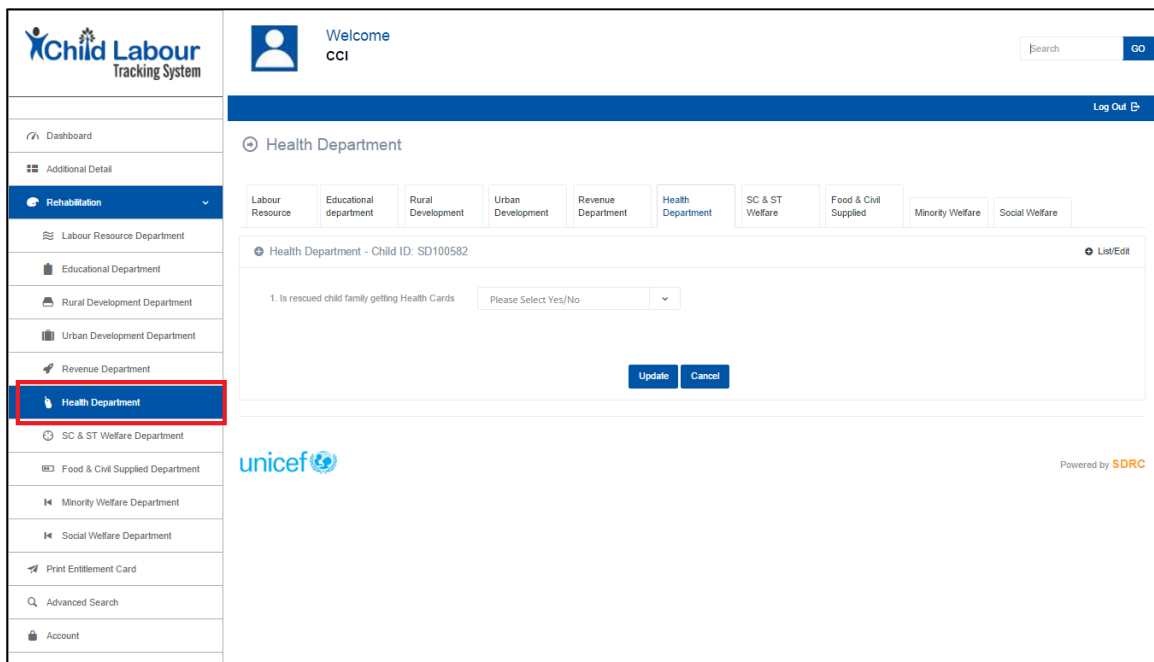 Child Labour
Tracking System
Welcome
CCI
Search
GO
Log Out
Dashboard
Additional Detail
Rehabilitation
Labour Resource Department
Educational Department
Rural Development Department
Urban Development Department
Revenue Department
Health Department
SC & ST Welfare Department
Food & Civil Supplied Department
Minority Welfare Department
Social Welfare Department
Print Entitlement Card
Advanced Search
Account
Health Department
Labour
Resource
Educational
department
Rural
Development
Urban
Development
Revenue
Department
Health
Department
SC & ST
Welfare
Food & Civil
Supplied
Minority Welfare
Social Welfare
Health Department - Child ID: SD100582
List/Edit
1. Is rescued child family getting Health Cards
Please Select Yes/No
Update
Cancel
unicef
Powered by SDRC